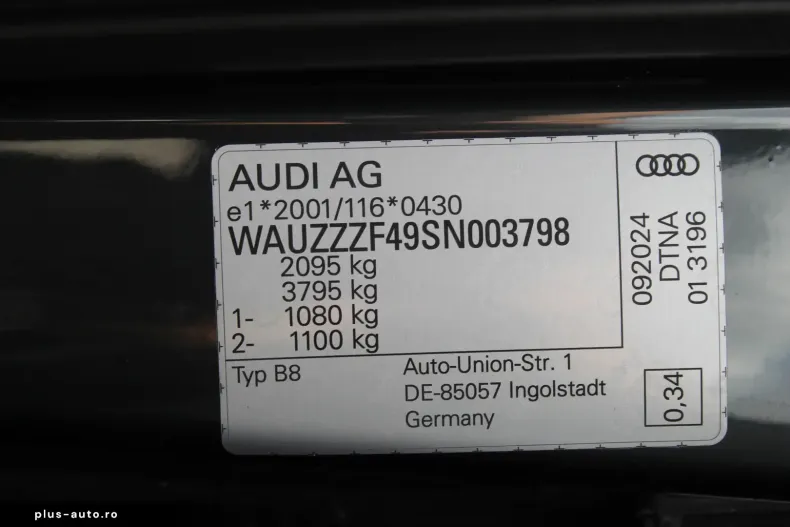 AUDI AG
e1*2001/116*0430
WAUZZZF49SN003798
2095 kg
3795 kg
1- 1080 kg
2- 1100 kg
Typ B8
Auto-Union-Str. 1
DE-85057 Ingolstadt
Germany
092024
DTNA
01 3196
0,34
plus-auto.ro